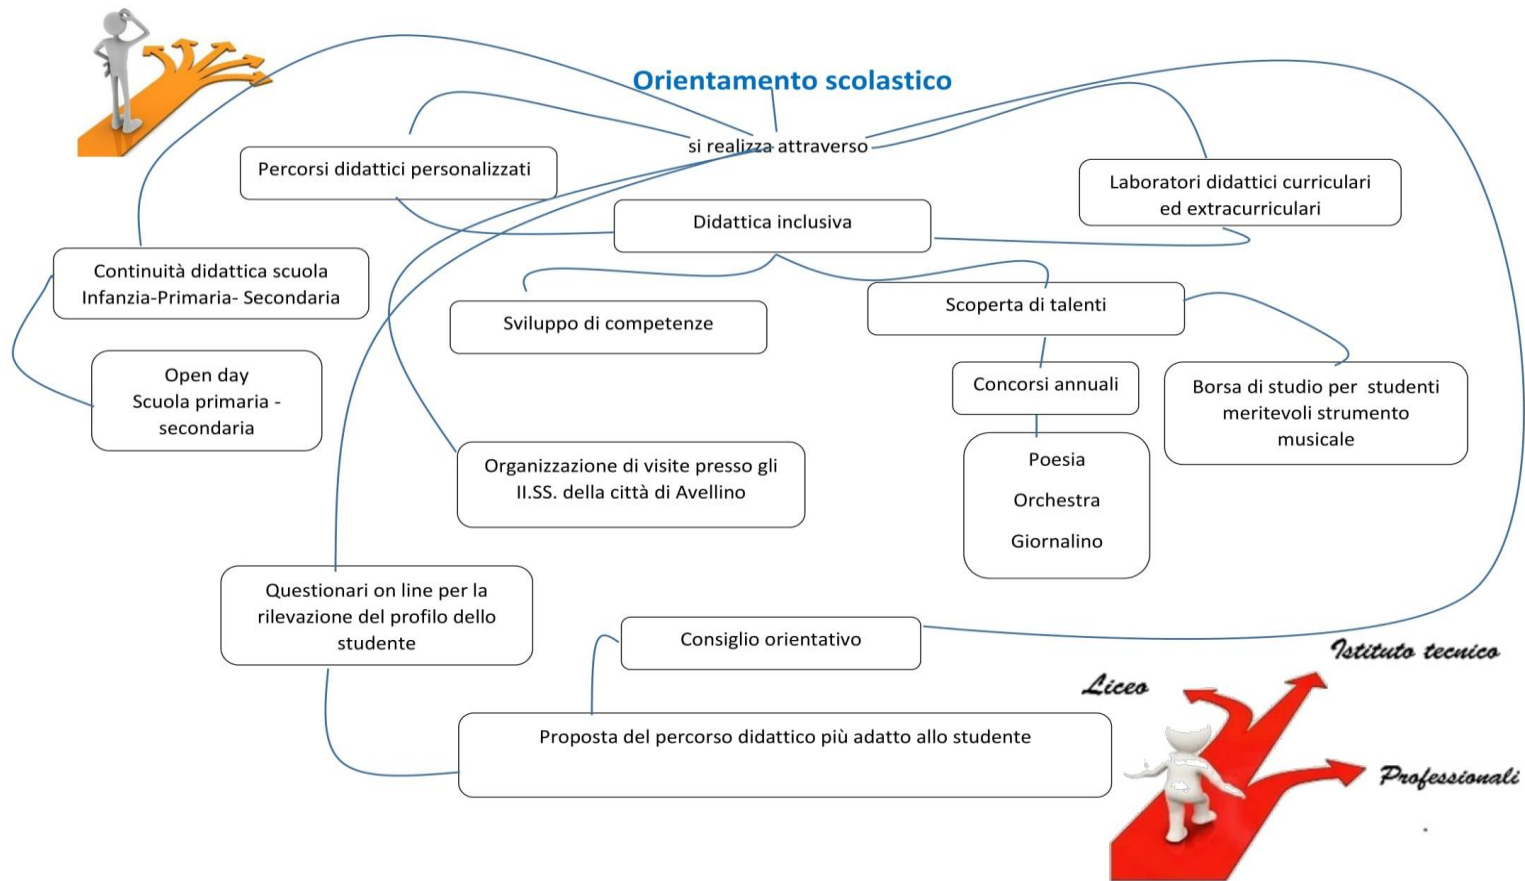 Orientamento scolastico
si realizza attraverso
Percorsi didattici personalizzati
Laboratori didattici curriculari
ed extracurriculari
Didattica inclusiva
Continuità didattica scuola
Infanzia-Primaria- Secondaria
Sviluppo di competenze
Scoperta di talenti
Open day
Scuola primaria -
secondaria
Concorsi annuali
Borsa di studio per  studenti
meritevoli strumento
musicale
Organizzazione di visite presso gli
II.SS. della città di Avellino
Poesia
Orchestra
Giornalino
Questionari on line per la
rilevazione del profilo dello
studente
Consiglio orientativo
Proposta del percorso didattico più adatto allo studente
Istituto tecnico
Liceo
Professionali